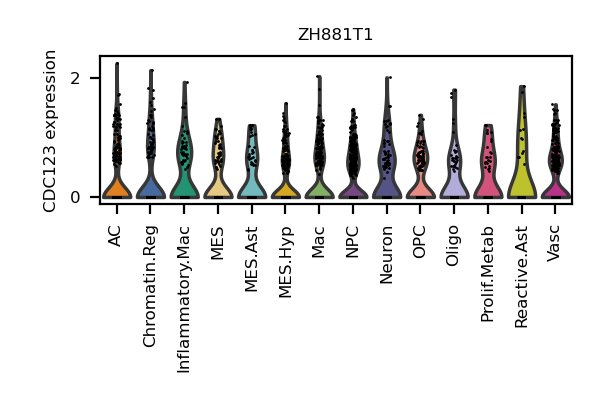 ZH881T1
CDC123 expression
2
0
AC
Chromatin.Reg
Inflammatory.Mac
MES
MES.Ast
MES.Hyp
Mac
NPC
Neuron
OPC
Oligo
Prolif.Metab
Reactive.Ast
Vasc